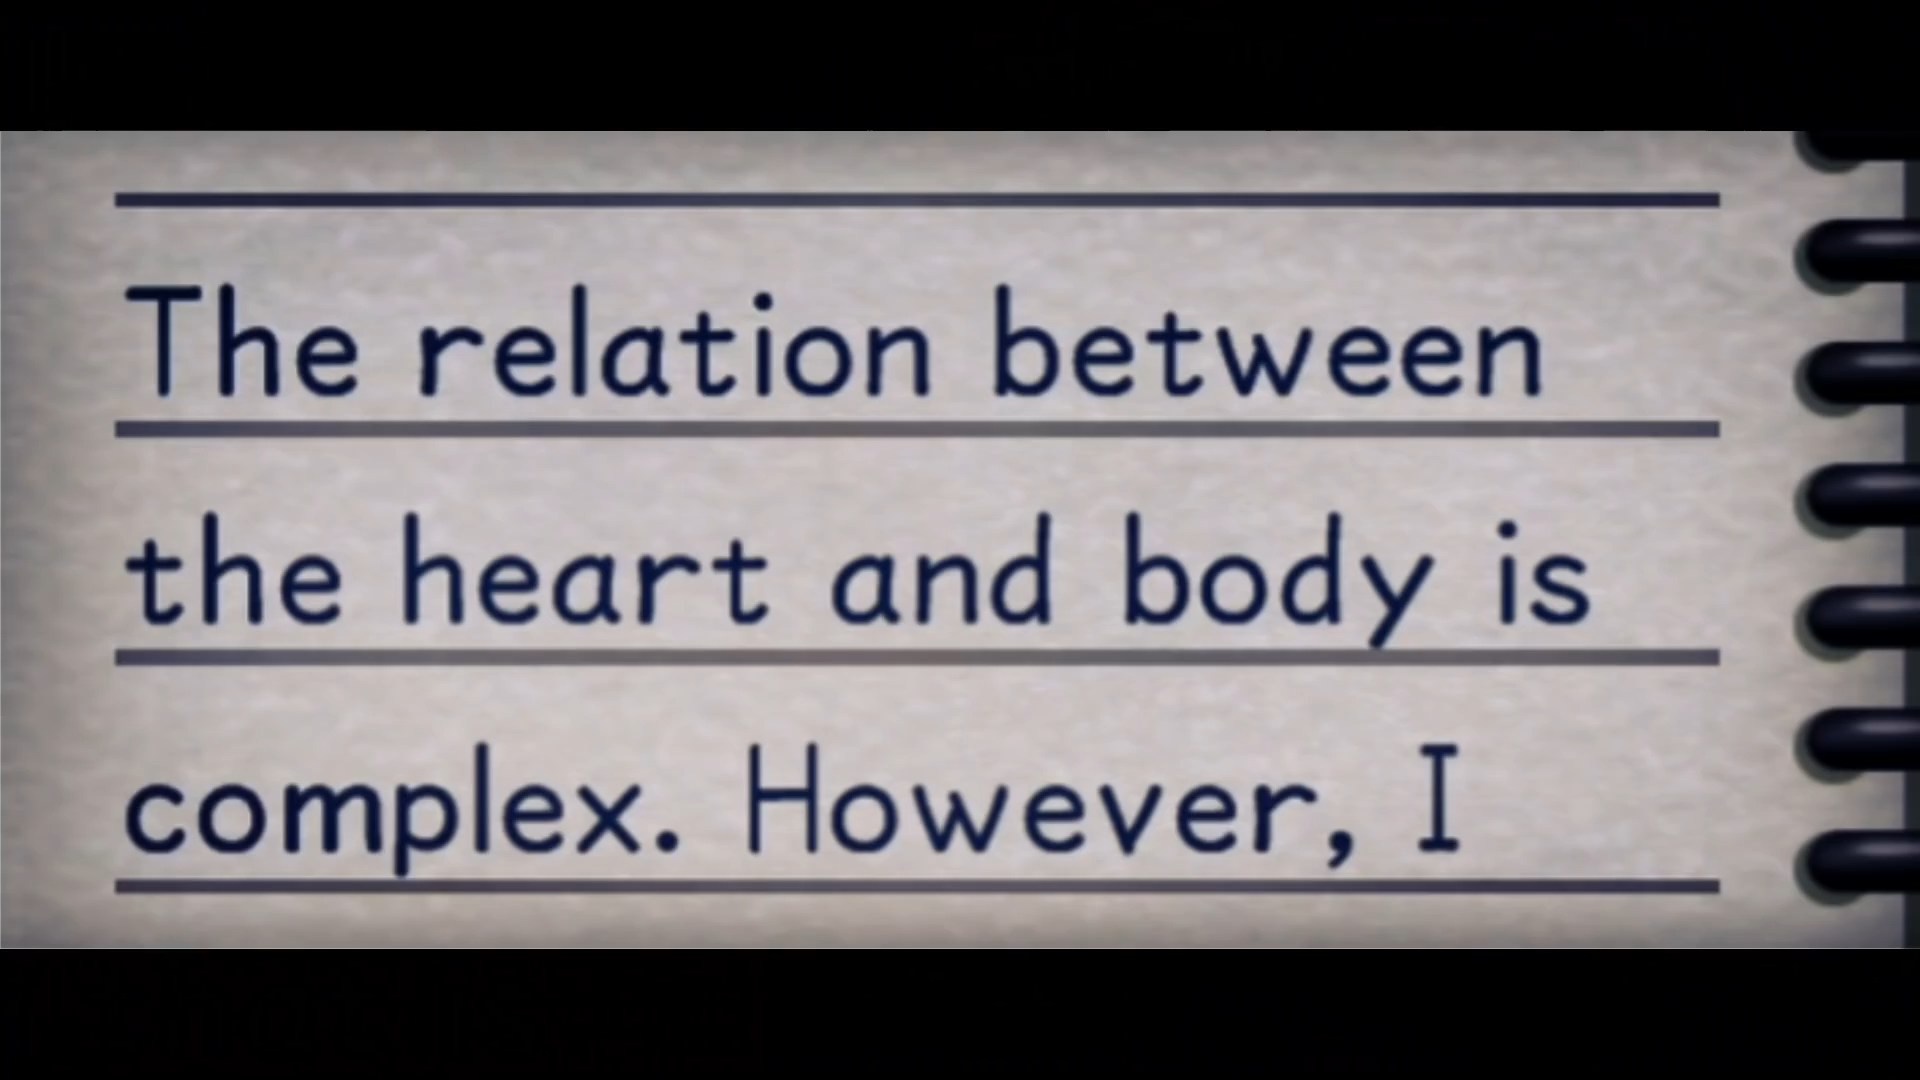 The relation between
the heart and body is
complex. However, I